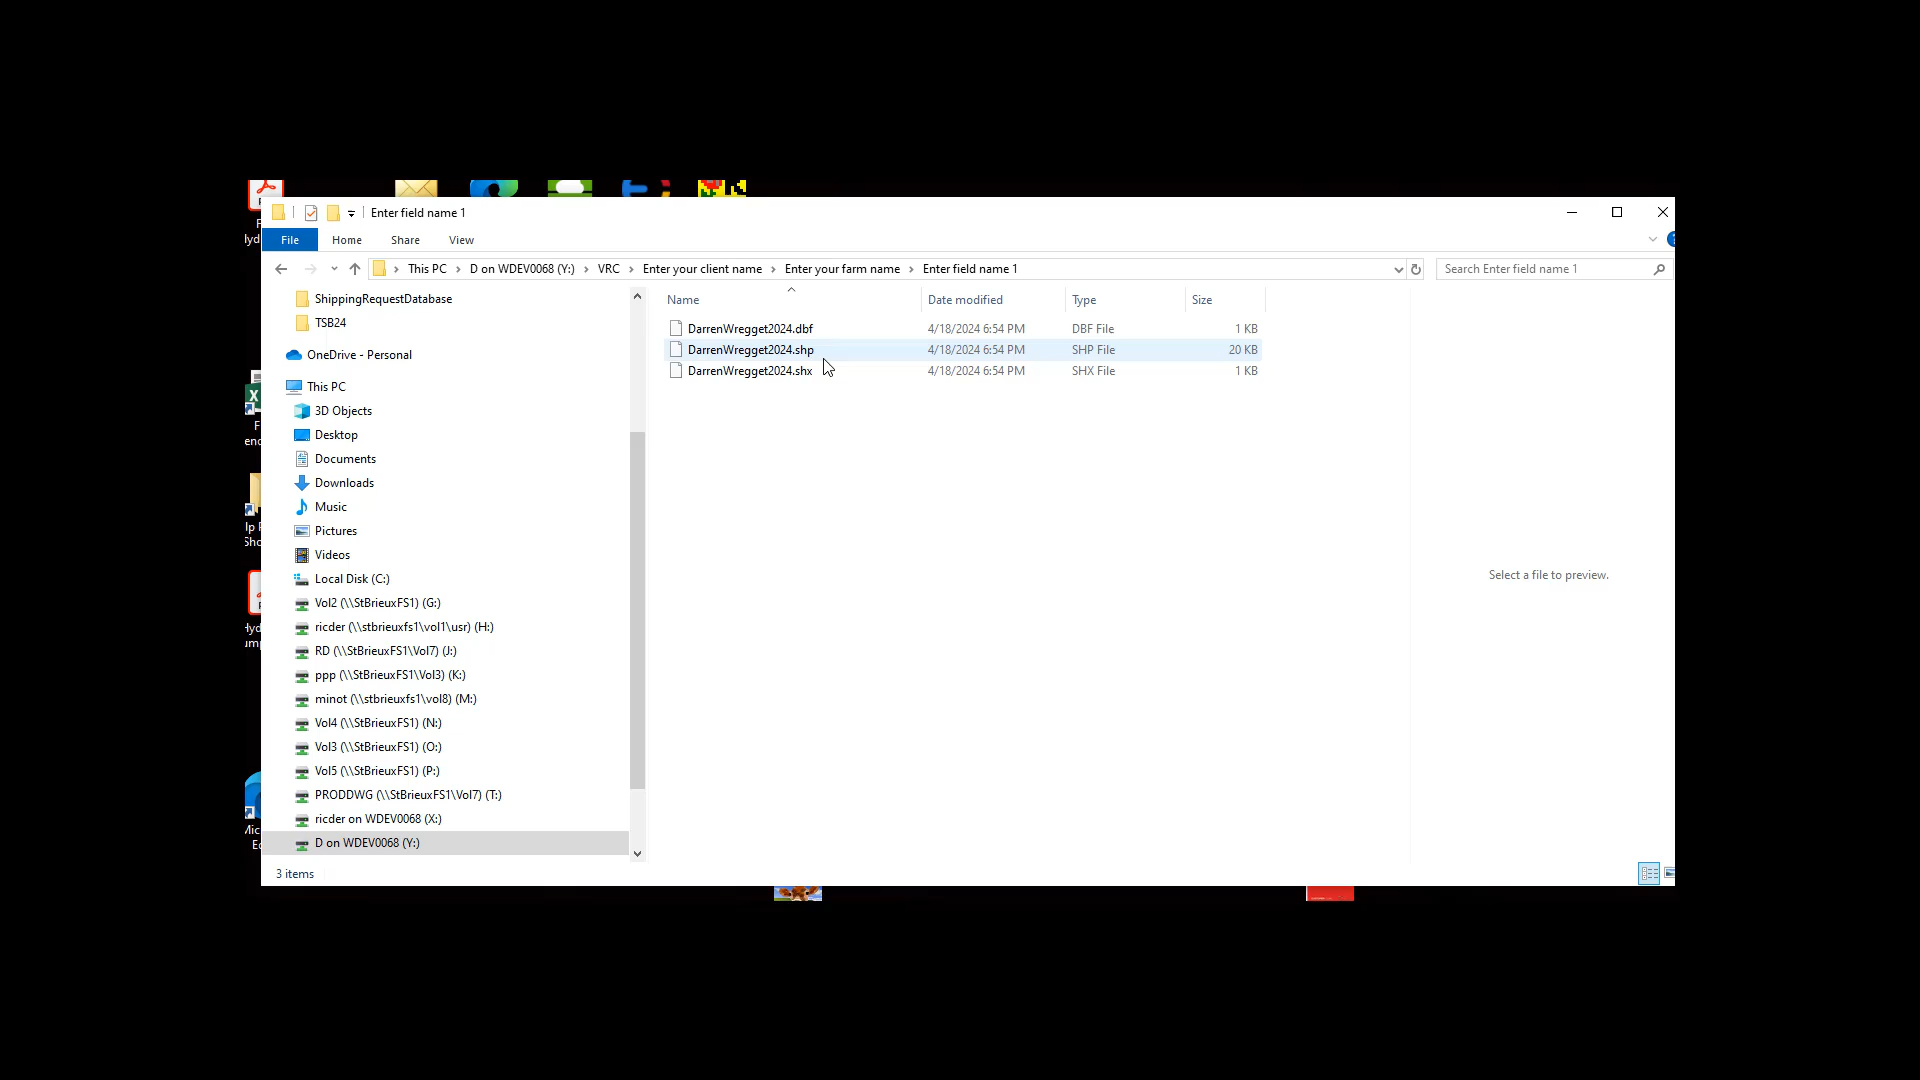 Enter field name 1
File Home Share View
This PC D on WDEV0068 (Y:) VRC Enter your client name Enter your farm name Enter field name 1
Search Enter field name 1
ShippingRequestDatabase
TSB24
OneDrive - Personal
This PC
3D Objects
Desktop
Documents
Downloads
Music
Pictures
Videos
Local Disk (C:)
Vol2 (\\StBrieuxFS1) (G:)
ricder (\\stbrieuxfs1\vol1\usr) (H:)
RD (\\StBrieuxFS1\Vol7) (J:)
ppp (\\StBrieuxFS1\Vol3) (K:)
minot (\\stbrieuxfs1\vol8) (M:)
Vol4 (\\StBrieuxFS1) (N:)
Vol3 (\\StBrieuxFS1) (O:)
Vol5 (\\StBrieuxFS1) (P:)
PRODDWG (\\StBrieuxFS1\Vol7) (T:)
ricder on WDEV0068 (X:)
D on WDEV0068 (Y:)
Name Date modified Type Size
DarrenWregget2024.dbf 4/18/2024 6:54 PM DBF File 1 KB
DarrenWregget2024.shp 4/18/2024 6:54 PM SHP File 20 KB
DarrenWregget2024.shx 4/18/2024 6:54 PM SHX File 1 KB
Select a file to preview.
3 items